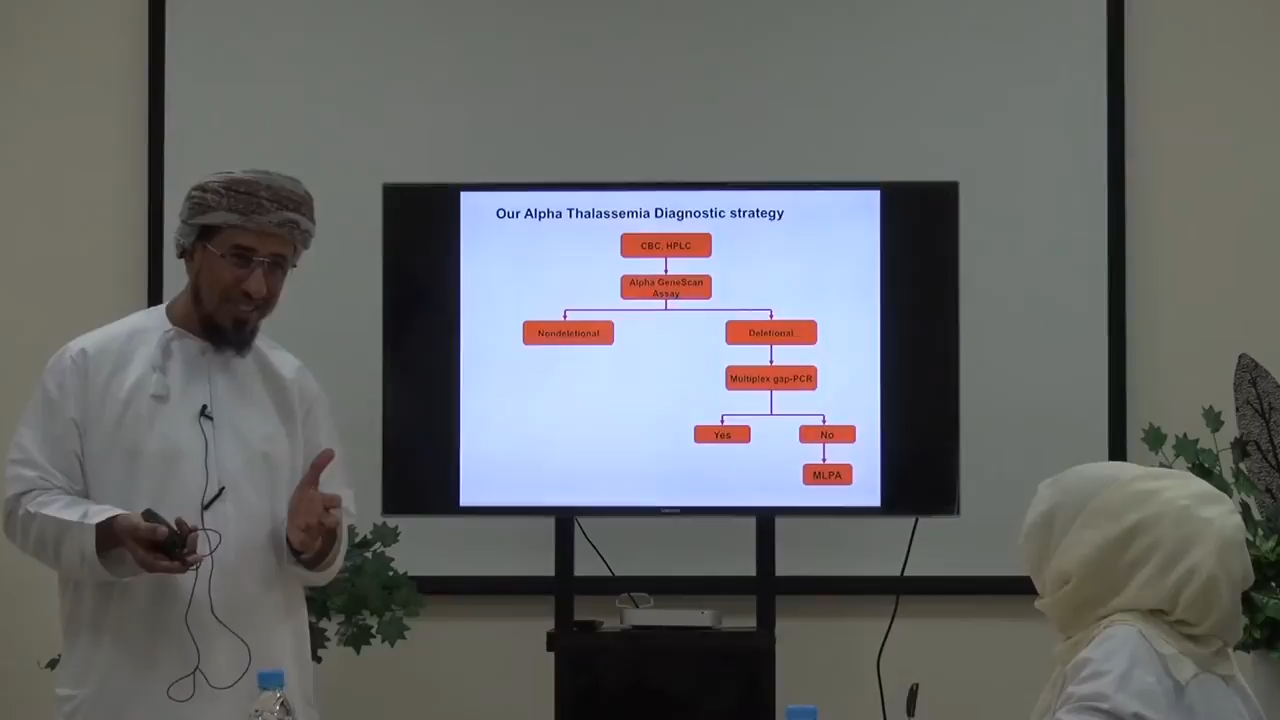 Our Alpha Thalassemia Diagnostic strategy
CBC, HPLC
Alpha GeneScan
Assay
Nondeletional
Deletional
Multiplex gap-PCR
Yes
No
MLPA